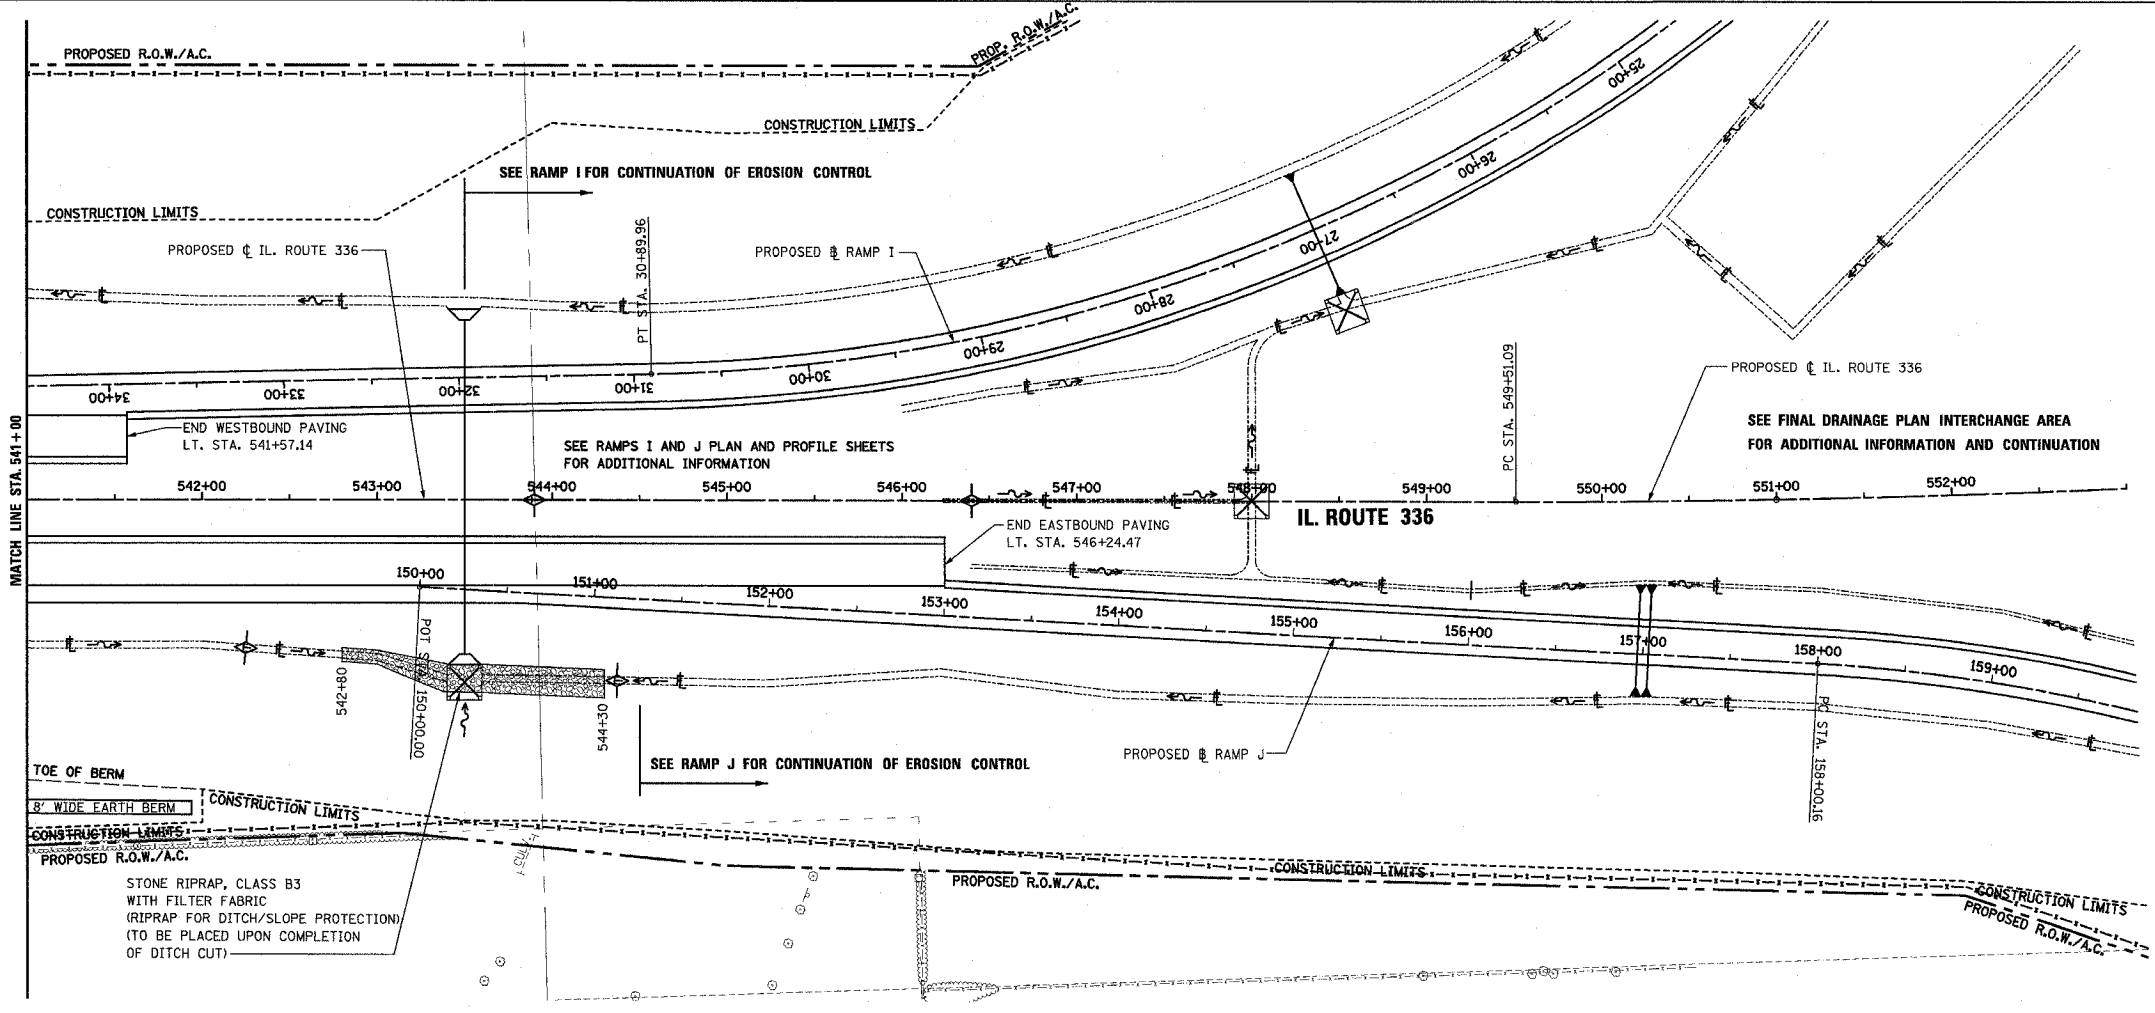 PROPOSED R.O.W./A.C.
PROP. R.O.W./A.C.
CONSTRUCTION LIMITS
SEE RAMP I FOR CONTINUATION OF EROSION CONTROL
CONSTRUCTION LIMITS
PROPOSED ℄ IL. ROUTE 336
PT STA. 30+89.96
PROPOSED ⅊ RAMP I
25+00
26+00
27+00
28+00
29+00
30+00
31+00
32+00
33+00
34+00
MATCH LINE STA. 541+00
END WESTBOUND PAVING
LT. STA. 541+57.14
SEE RAMPS I AND J PLAN AND PROFILE SHEETS
FOR ADDITIONAL INFORMATION
PC STA. 549+51.09
PROPOSED ℄ IL. ROUTE 336
SEE FINAL DRAINAGE PLAN INTERCHANGE AREA
FOR ADDITIONAL INFORMATION AND CONTINUATION
542+00
543+00
544+00
545+00
546+00
547+00
548+00
549+00
550+00
551+00
552+00
IL. ROUTE 336
END EASTBOUND PAVING
LT. STA. 546+24.47
150+00
151+00
152+00
153+00
154+00
155+00
156+00
157+00
158+00
159+00
POT STA. 150+00.00
542+80
544+30
PROPOSED ⅊ RAMP J
PC STA. 158+00.16
SEE RAMP J FOR CONTINUATION OF EROSION CONTROL
TOE OF BERM
8' WIDE EARTH BERM
CONSTRUCTION LIMITS
CONSTRUCTION LIMITS
PROPOSED R.O.W./A.C.
CULV.
STONE RIPRAP, CLASS B3
WITH FILTER FABRIC
(RIPRAP FOR DITCH/SLOPE PROTECTION)
(TO BE PLACED UPON COMPLETION
OF DITCH CUT)
CONSTRUCTION LIMITS
PROPOSED R.O.W./A.C.
CONSTRUCTION LIMITS
PROPOSED R.O.W./A.C.